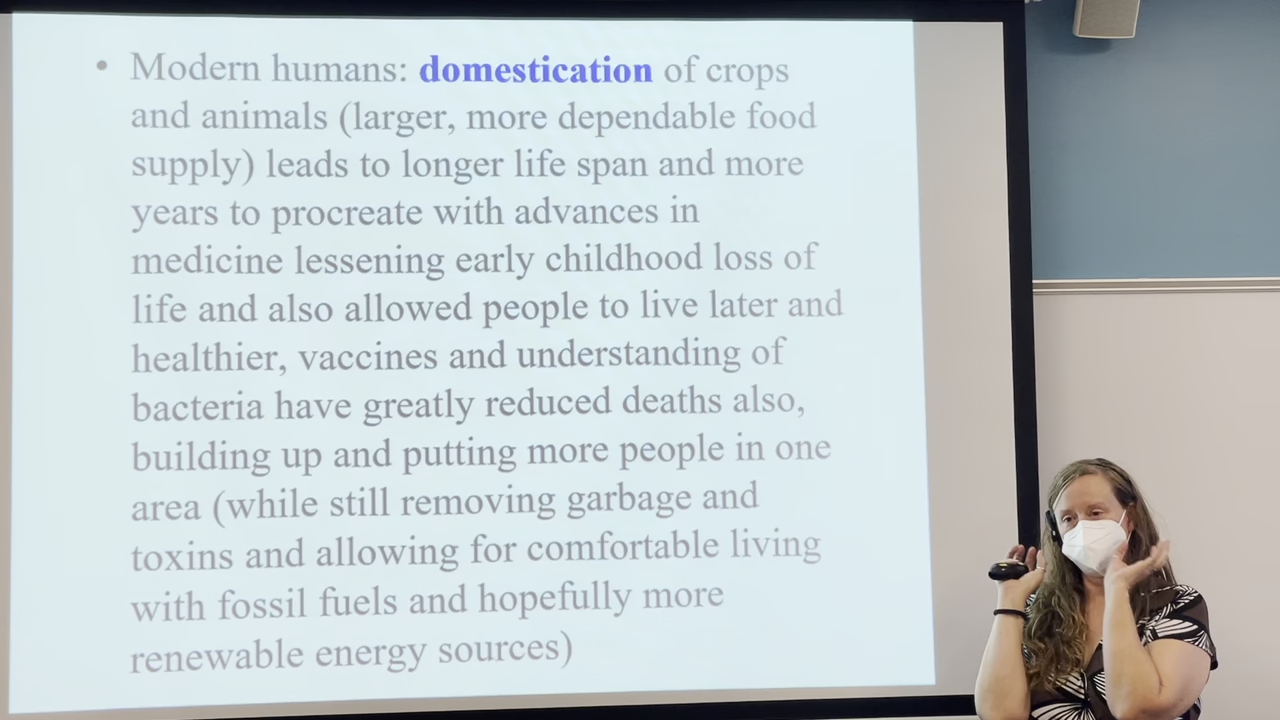 • Modern humans: domestication of crops
and animals (larger, more dependable food
supply) leads to longer life span and more
years to procreate with advances in
medicine lessening early childhood loss of
life and also allowed people to live later and
healthier, vaccines and understanding of
bacteria have greatly reduced deaths also,
building up and putting more people in one
area (while still removing garbage and
toxins and allowing for comfortable living
with fossil fuels and hopefully more
renewable energy sources)